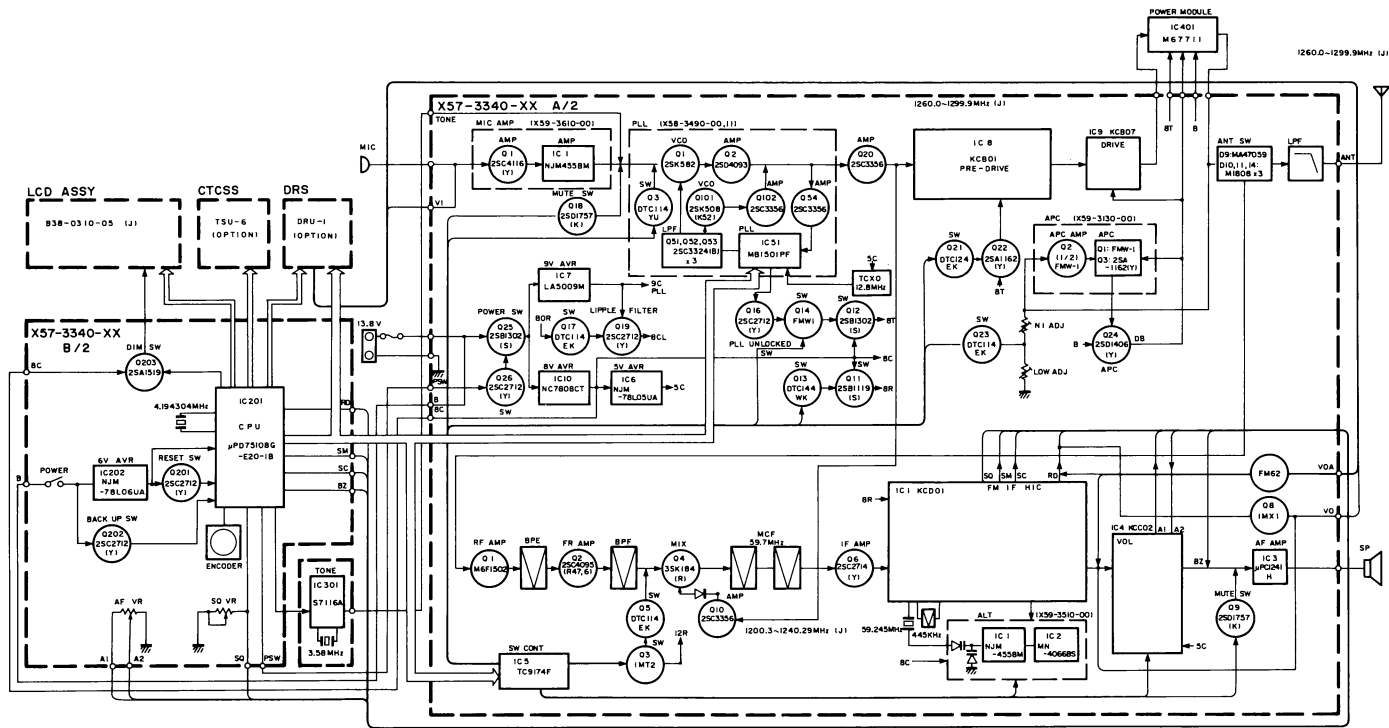 POWER MODULE
IC401
M67711
1260.0~1299.9MHz (J)
X57-3340-XX A/2
1260.0~1299.9MHz (J)
TONE
MIC AMP
(X59-3610-00)
PLL
(X58-3490-00,11)
AMP
Q1
2SC4116
(Y)
AMP
IC1
NJM4558M
VCO
Q1
2SK582
AMP
Q2
2SD4093
AMP
Q20
2SC3356
IC8
KCB01
PRE-DRIVE
IC9 KCB07
DRIVE
8T
B
ANT SW
D9:MA47059
D10,11,14:
M1808 x3
LPF
ANT
MIC
V1
LCD ASSY
CTCSS
DRS
B38-0310-05 (J)
TSU-6
(OPTION)
DRU-1
(OPTION)
MUTE SW
Q18
2SD1757
(K)
SW
Q3
DTC114
YU
VCO
Q101
2SK508
(K52)
AMP
Q102
2SC3356
AMP
Q54
2SC3356
LPF
Q51,Q52,Q53
2SC3324(B)
x3
PLL
IC51
MB1501PF
SW
Q21
DTC124
EK
Q22
2SA1162
(Y)
8T
APC
(X59-3130-00)
APC AMP
Q2
(1/2)
FMW-1
APC
Q1: FMW-1
Q3: 2SA
-1162(Y)
9V AVR
IC7
LA5009M
9C
PLL
5C
TCXO
12.8MHz
13.8V
POWER SW
Q25
2SB1302
(S)
80R
SW
Q17
DTC114
EK
LIPPLE FILTER
Q19
2SC2712
(Y)
8CL
Q16
2SC2712
(Y)
PLL UNLOCKED
SW
SW
Q14
FMW1
SW
Q12
2SB1302
(S)
8T
8C
SW
Q23
DTC114
EK
N1 ADJ
LOW ADJ
B
Q24
2SD1406
(Y)
APC
DB
X57-3340-XX
B/2
DIM SW
Q203
2SA1519
8C
PSW
B
8C
Q26
2SC2712
(Y)
SW
8V AVR
IC10
NC7808CT
5V AVR
IC6
NJM
-78L05UA
5C
Q13
DTC144
WK
SW
Q11
2SB1119
(S)
8R
4.194304MHz
IC201
CPU
µPD75108G
-E20-1B
RD
SM
SC
BZ
B
POWER
6V AVR
IC202
NJM
-78L06UA
RESET SW
Q201
2SC2712
(Y)
BACK UP SW
Q202
2SC2712
(Y)
ENCODER
AF VR
SQ VR
A1
A2
SQ
PSW
TONE
IC301
S7116A
3.58MHz
RF AMP
Q1
M6F1502
BPE
FR AMP
Q2
2SC4095
(R47,6)
BPF
MIX
Q4
3SK184
(R)
MCF
59.7MHz
IF AMP
Q6
2SC2714
(Y)
8R
IC1 KCD01
SQ
SM
SC
RD
FM IF HIC
FM62
VOA
Q8
IMX1
VO
IC4 KCC02
VOL
A1
A2
BZ
AF AMP
IC3
µPC1241
H
SP
MUTE SW
Q9
2SD1757
(K)
5C
Q5
DTC114
EK
SW
Q10
2SC3356
AMP
1200.3~1240.29MHz (J)
SW
Q3
IMT2
12R
SW CONT
IC5
TC9174F
59.245MHz
445KHz
8C
ALT
(X59-3510-00)
IC1
NJM
-4558M
IC2
MN
-4066BS